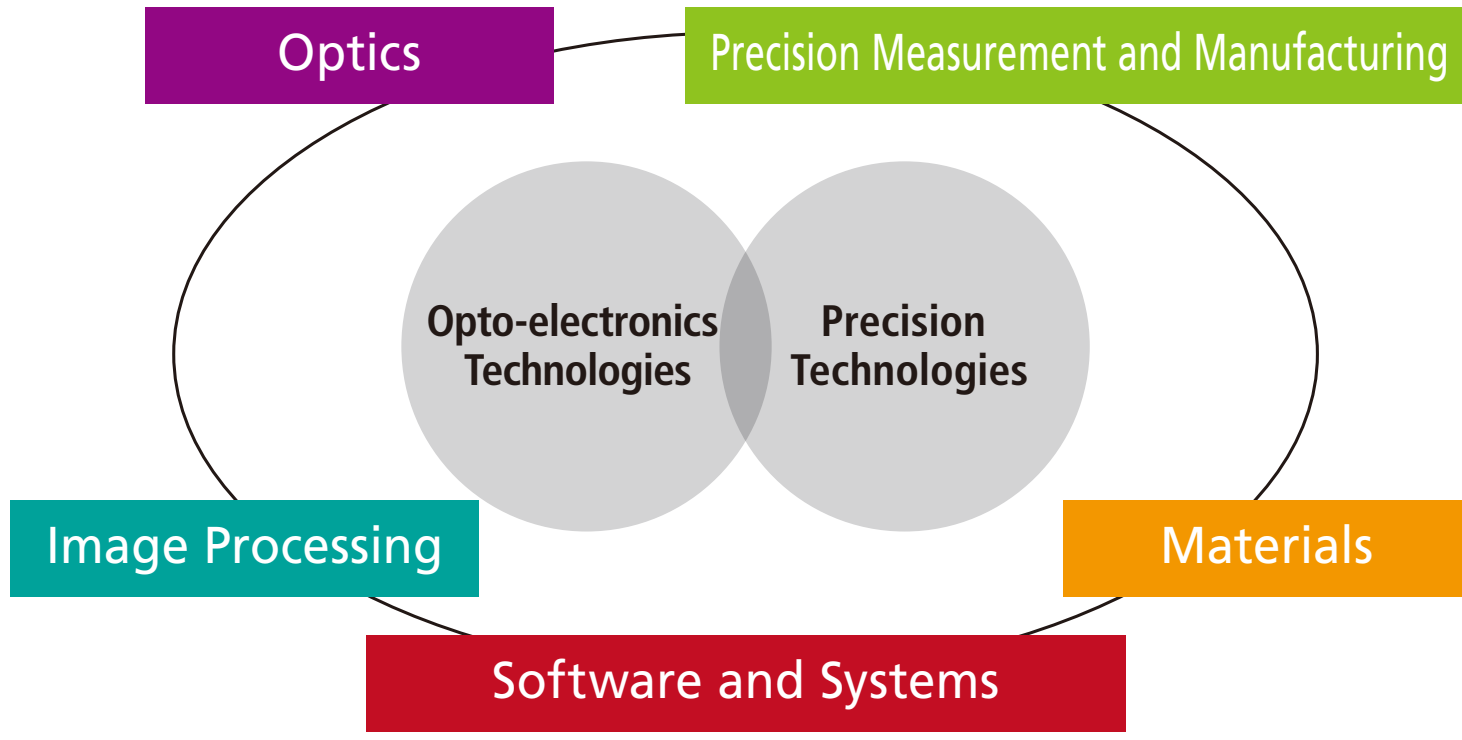 Optics
Precision Measurement and Manufacturing
Opto-electronics
Technologies
Precision
Technologies
Image Processing
Materials
Software and Systems